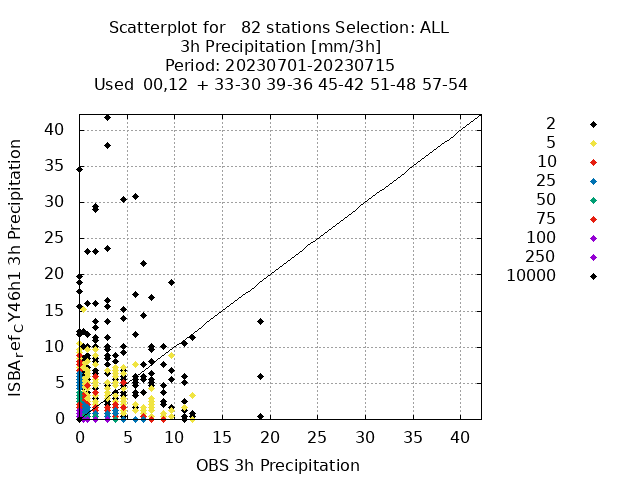 Scatterplot for   82 stations Selection: ALL
3h Precipitation [mm/3h]
Period: 20230701-20230715
Used  00,12  + 33-30 39-36 45-42 51-48 57-54
ISBA_ref_C Y46h1 3h Precipitation
40
35
30
25
20
15
10
5
0
0 5 10 15 20 25 30 35 40
OBS 3h Precipitation
2
5
10
25
50
75
100
250
10000